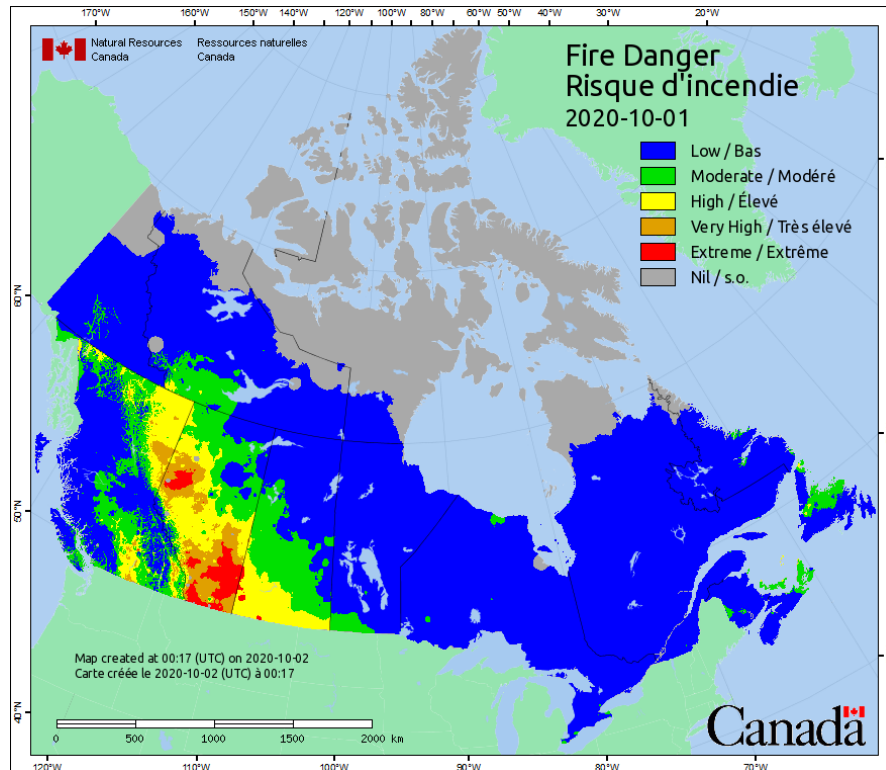 170°W 160°W 150°W 140°W 120°W 110°W 100°W 90°W 80°W 70°W 60°W 50°W 40°W 30°W 20°W
Natural Resources Canada
Ressources naturelles Canada
Fire Danger
Risque d'incendie
2020-10-01
Low / Bas
Moderate / Modéré
High / Élevé
Very High / Très élevé
Extreme / Extrême
Nil / s.o.
60°N
50°N
40°N
Map created at 00:17 (UTC) on 2020-10-02
Carte créée le 2020-10-02 (UTC) à 00:17
0 500 1000 1500 2000 km
Canada
120°W 110°W 100°W 90°W 80°W 70°W